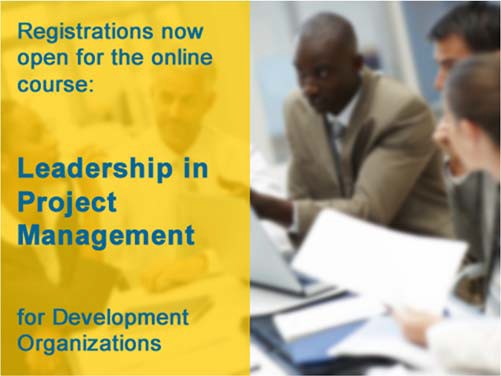 Registrations now
open for the online
course:
Leadership in
Project
Management
for Development
Organizations